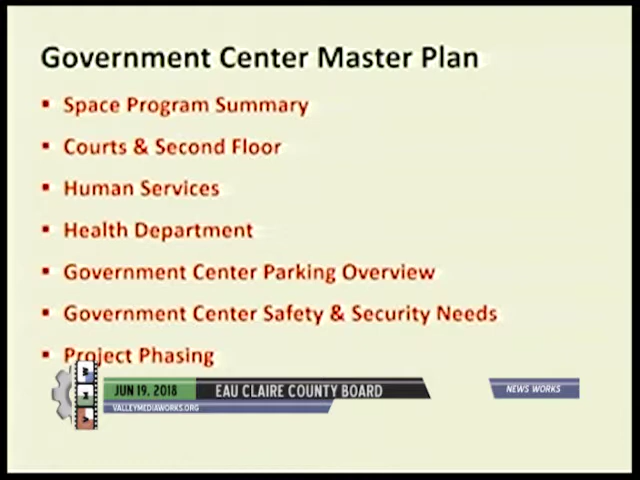 Government Center Master Plan
▪ Space Program Summary
▪ Courts & Second Floor
▪ Human Services
▪ Health Department
▪ Government Center Parking Overview
▪ Government Center Safety & Security Needs
▪ Project Phasing
JUN 19, 2018 EAU CLAIRE COUNTY BOARD NEWS WORKS
VALLEYMEDIAWORKS.ORG